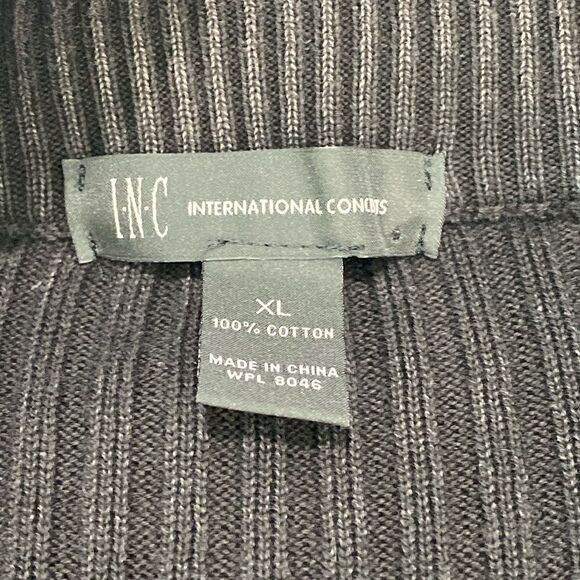 I·N·C INTERNATIONAL CONCEPTS
XL
100% COTTON
MADE IN CHINA
WPL 8046